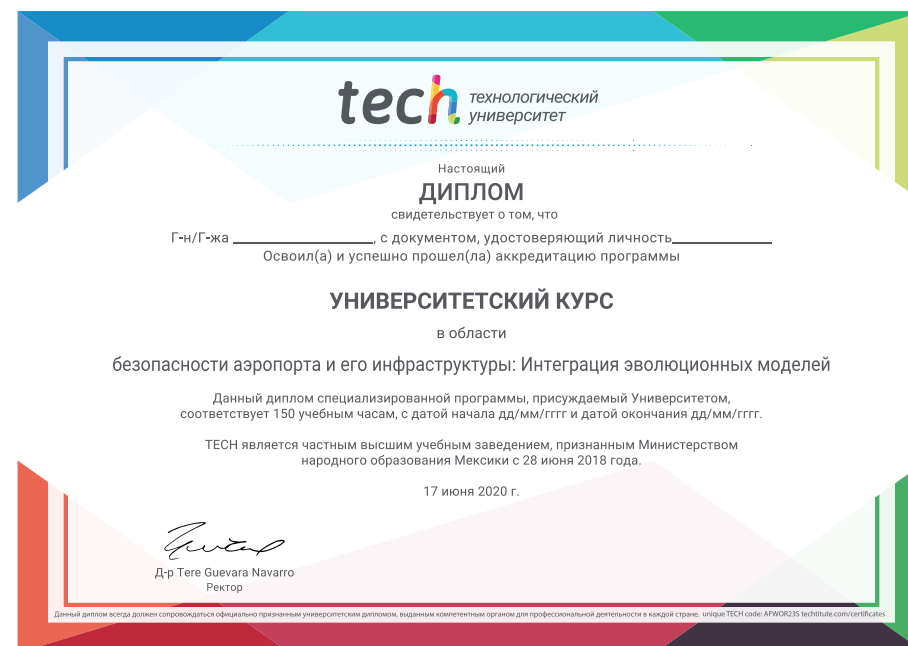 tech технологический
университет
Настоящий
ДИПЛОМ
свидетельствует о том, что
Г-н/Г-жа , с документом, удостоверяющий личность
Освоил(а) и успешно прошел(ла) аккредитацию программы
УНИВЕРСИТЕТСКИЙ КУРС
в области
безопасности аэропорта и его инфраструктуры: Интеграция эволюционных моделей
Данный диплом специализированной программы, присуждаемый Университетом,
соответствует 150 учебным часам, с датой начала дд/мм/гггг и датой окончания дд/мм/гггг.
TECH является частным высшим учебным заведением, признанным Министерством
народного образования Мексики с 28 июня 2018 года.
17 июня 2020 г.
Д-р Tere Guevara Navarro
Ректор
Данный диплом всегда должен сопровождаться официально признанным университетским дипломом, выданным компетентным органом для профессиональной деятельности в каждой стране. unique TECH code: AFWOR23S techtitute.com/certificates